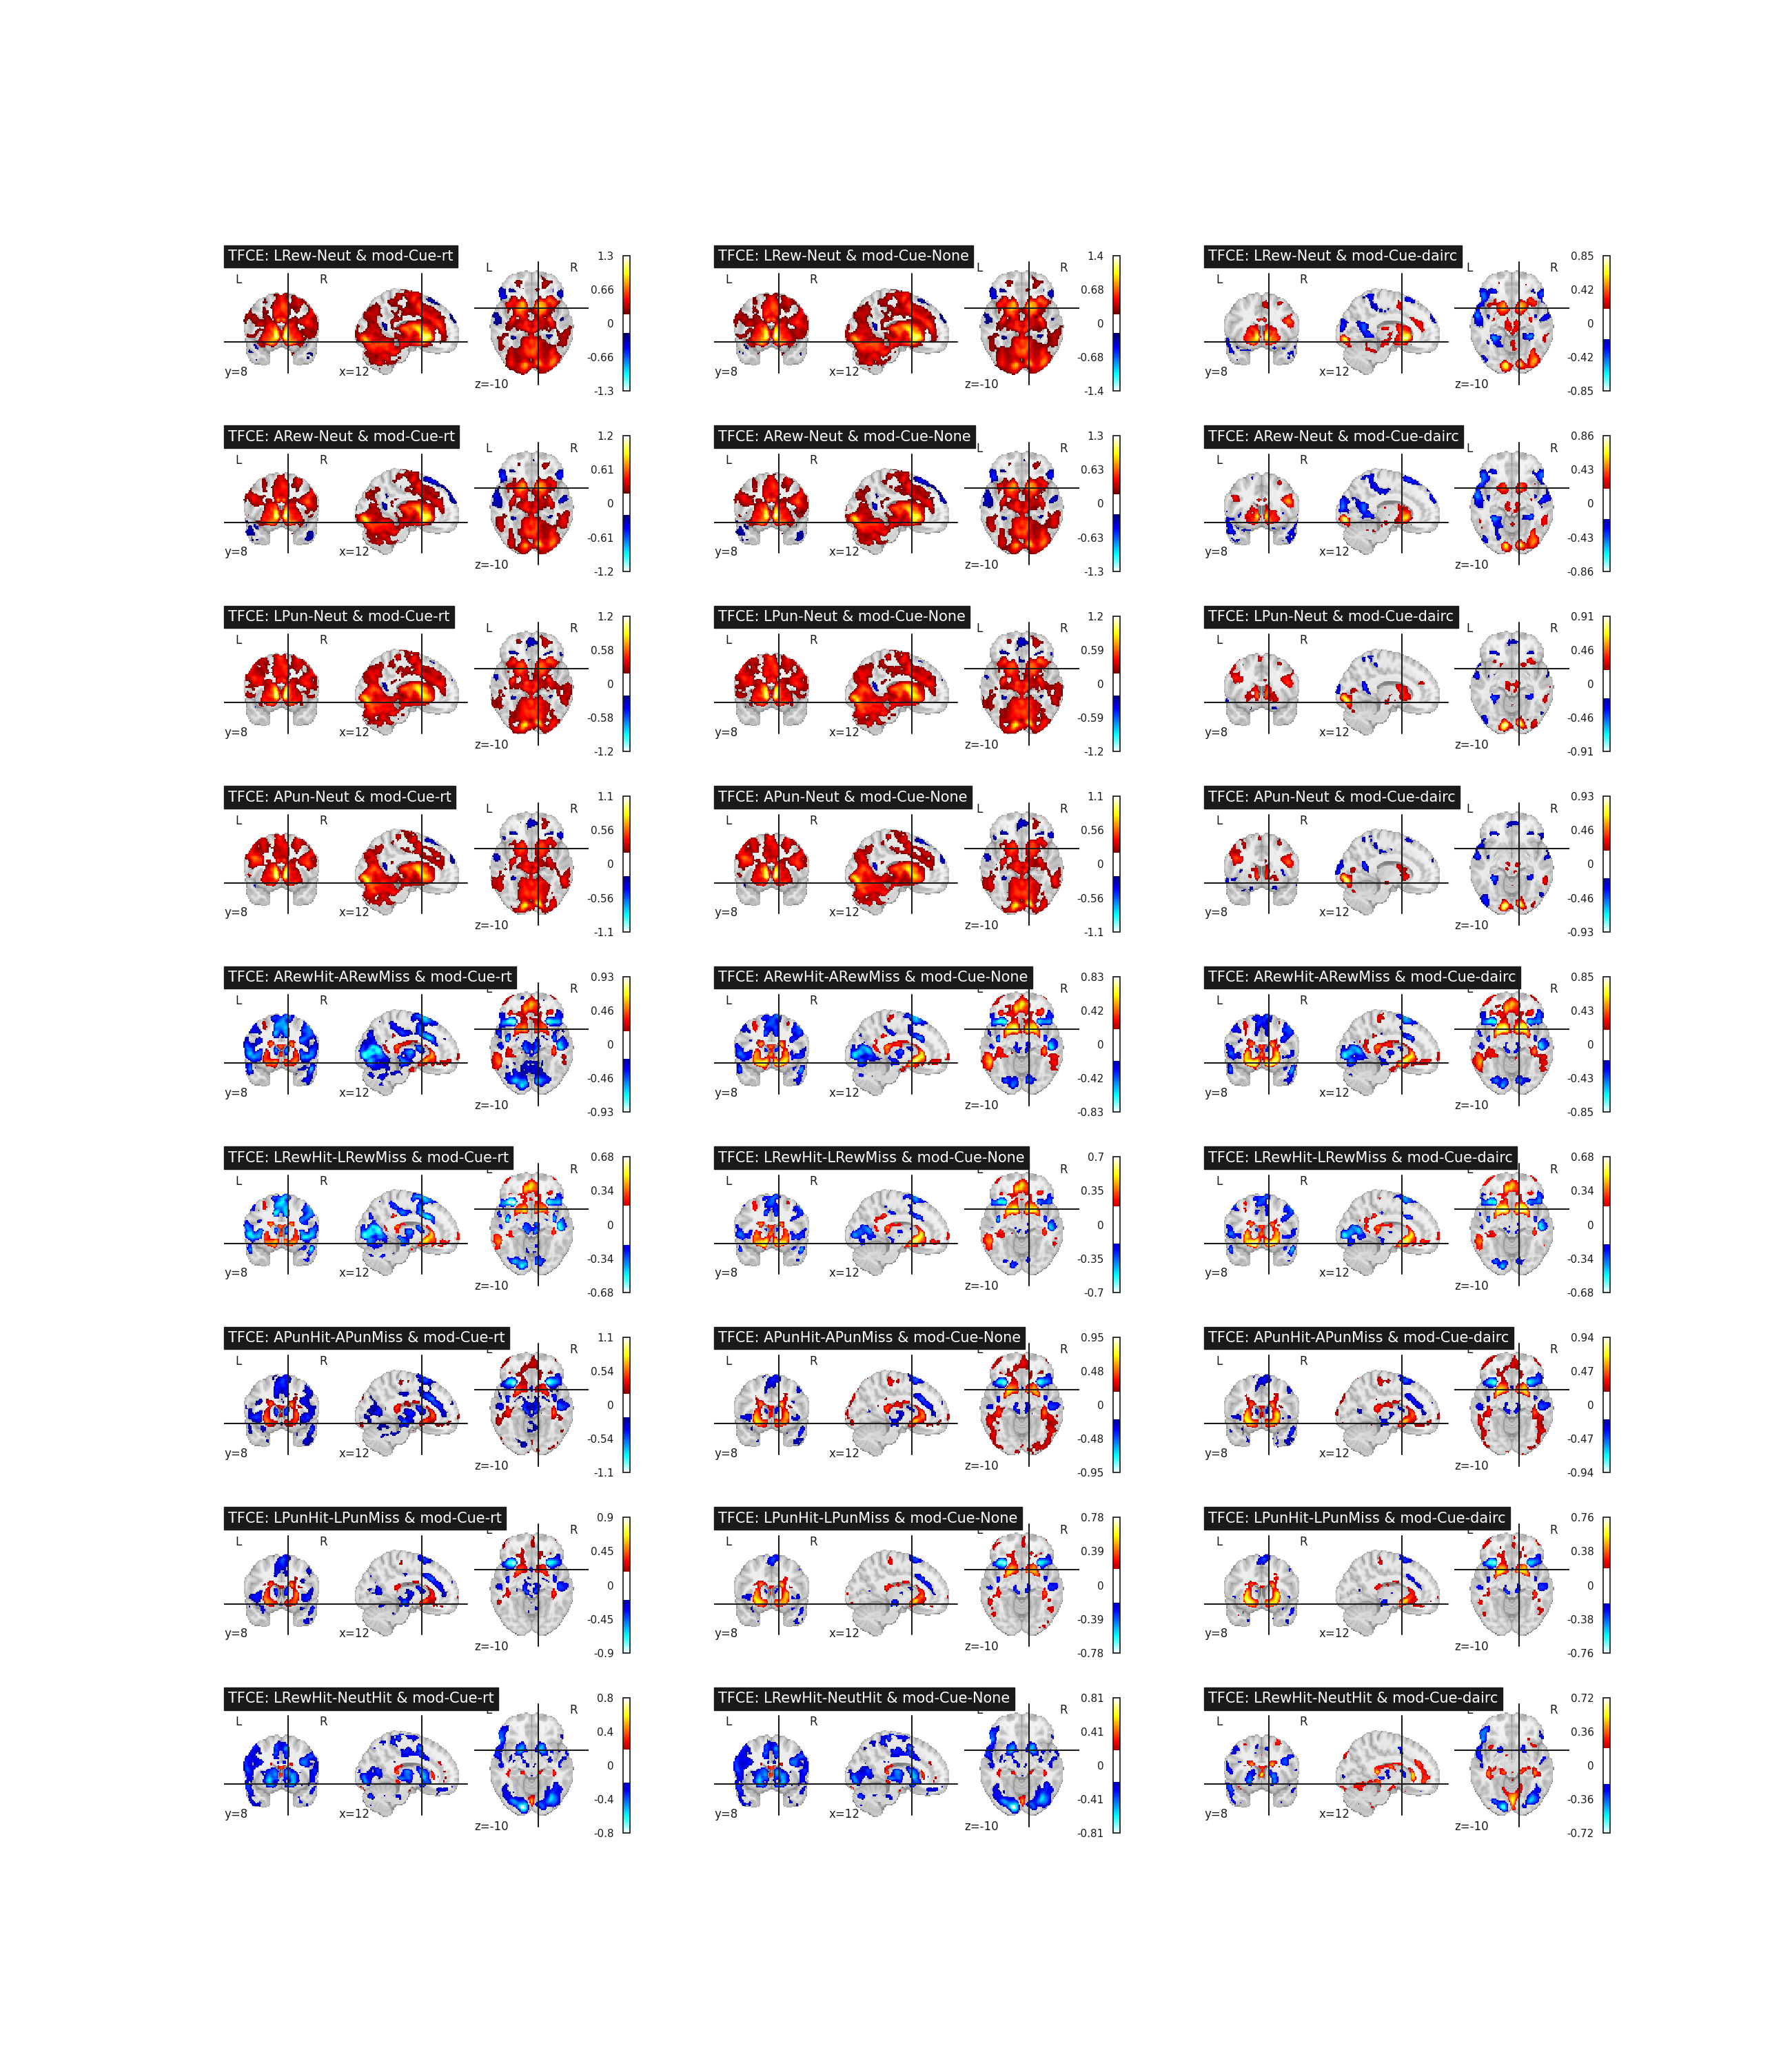 TFCE: LRew-Neut & mod-Cue-rt
L R L R
1.3
0.66
0
-0.66
-1.3
y=8 x=12 z=-10
TFCE: LRew-Neut & mod-Cue-None
L R L R
1.4
0.68
0
-0.68
-1.4
y=8 x=12 z=-10
TFCE: LRew-Neut & mod-Cue-dairc
L R L R
0.85
0.42
0
-0.42
-0.85
y=8 x=12 z=-10
TFCE: ARew-Neut & mod-Cue-rt
L R L R
1.2
0.61
0
-0.61
-1.2
y=8 x=12 z=-10
TFCE: ARew-Neut & mod-Cue-None
L R L R
1.3
0.63
0
-0.63
-1.3
y=8 x=12 z=-10
TFCE: ARew-Neut & mod-Cue-dairc
L R L R
0.86
0.43
0
-0.43
-0.86
y=8 x=12 z=-10
TFCE: LPun-Neut & mod-Cue-rt
L R L R
1.2
0.58
0
-0.58
-1.2
y=8 x=12 z=-10
TFCE: LPun-Neut & mod-Cue-None
L R L R
1.2
0.59
0
-0.59
-1.2
y=8 x=12 z=-10
TFCE: LPun-Neut & mod-Cue-dairc
L R L R
0.91
0.46
0
-0.46
-0.91
y=8 x=12 z=-10
TFCE: APun-Neut & mod-Cue-rt
L R L R
1.1
0.56
0
-0.56
-1.1
y=8 x=12 z=-10
TFCE: APun-Neut & mod-Cue-None
L R L R
1.1
0.56
0
-0.56
-1.1
y=8 x=12 z=-10
TFCE: APun-Neut & mod-Cue-dairc
L R L R
0.93
0.46
0
-0.46
-0.93
y=8 x=12 z=-10
TFCE: ARewHit-ARewMiss & mod-Cue-rt
L R L R
0.93
0.46
0
-0.46
-0.93
y=8 x=12 z=-10
TFCE: ARewHit-ARewMiss & mod-Cue-None
L R L R
0.83
0.42
0
-0.42
-0.83
y=8 x=12 z=-10
TFCE: ARewHit-ARewMiss & mod-Cue-dairc
L R L R
0.85
0.43
0
-0.43
-0.85
y=8 x=12 z=-10
TFCE: LRewHit-LRewMiss & mod-Cue-rt
L R L R
0.68
0.34
0
-0.34
-0.68
y=8 x=12 z=-10
TFCE: LRewHit-LRewMiss & mod-Cue-None
L R L R
0.7
0.35
0
-0.35
-0.7
y=8 x=12 z=-10
TFCE: LRewHit-LRewMiss & mod-Cue-dairc
L R L R
0.68
0.34
0
-0.34
-0.68
y=8 x=12 z=-10
TFCE: APunHit-APunMiss & mod-Cue-rt
L R L R
1.1
0.54
0
-0.54
-1.1
y=8 x=12 z=-10
TFCE: APunHit-APunMiss & mod-Cue-None
L R L R
0.95
0.48
0
-0.48
-0.95
y=8 x=12 z=-10
TFCE: APunHit-APunMiss & mod-Cue-dairc
L R L R
0.94
0.47
0
-0.47
-0.94
y=8 x=12 z=-10
TFCE: LPunHit-LPunMiss & mod-Cue-rt
L R L R
0.9
0.45
0
-0.45
-0.9
y=8 x=12 z=-10
TFCE: LPunHit-LPunMiss & mod-Cue-None
L R L R
0.78
0.39
0
-0.39
-0.78
y=8 x=12 z=-10
TFCE: LPunHit-LPunMiss & mod-Cue-dairc
L R L R
0.76
0.38
0
-0.38
-0.76
y=8 x=12 z=-10
TFCE: LRewHit-NeutHit & mod-Cue-rt
L R L R
0.8
0.4
0
-0.4
-0.8
y=8 x=12 z=-10
TFCE: LRewHit-NeutHit & mod-Cue-None
L R L R
0.81
0.41
0
-0.41
-0.81
y=8 x=12 z=-10
TFCE: LRewHit-NeutHit & mod-Cue-dairc
L R L R
0.72
0.36
0
-0.36
-0.72
y=8 x=12 z=-10